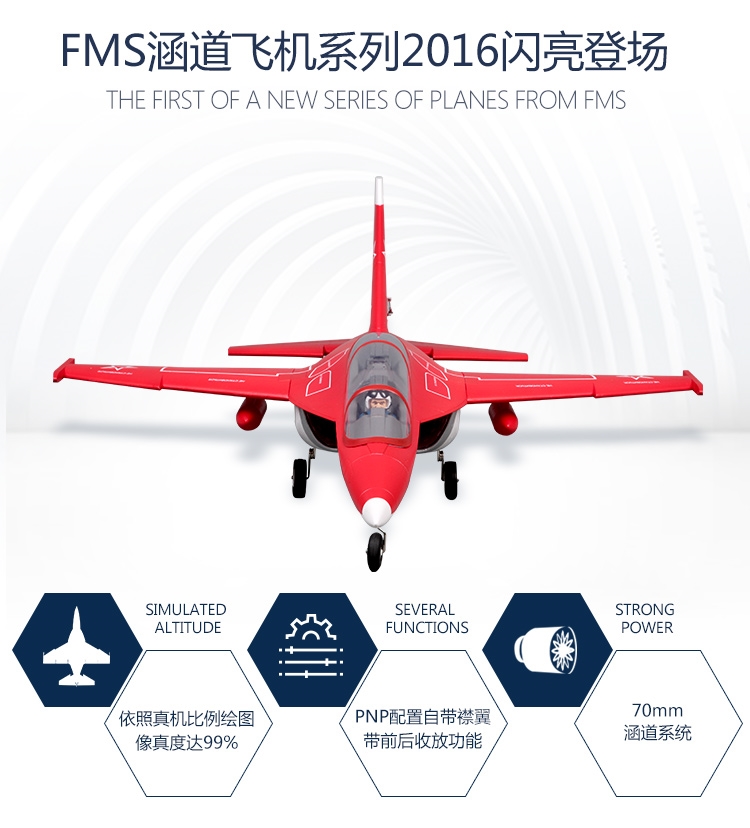 FMS涵道飞机系列2016闪亮登场
THE FIRST OF A NEW SERIES OF PLANES FROM FMS
SIMULATED
ALTITUDE
依照真机比例绘图
像真度达99%
SEVERAL
FUNCTIONS
PNP配置自带襟翼
带前后收放功能
STRONG
POWER
70mm
涵道系统